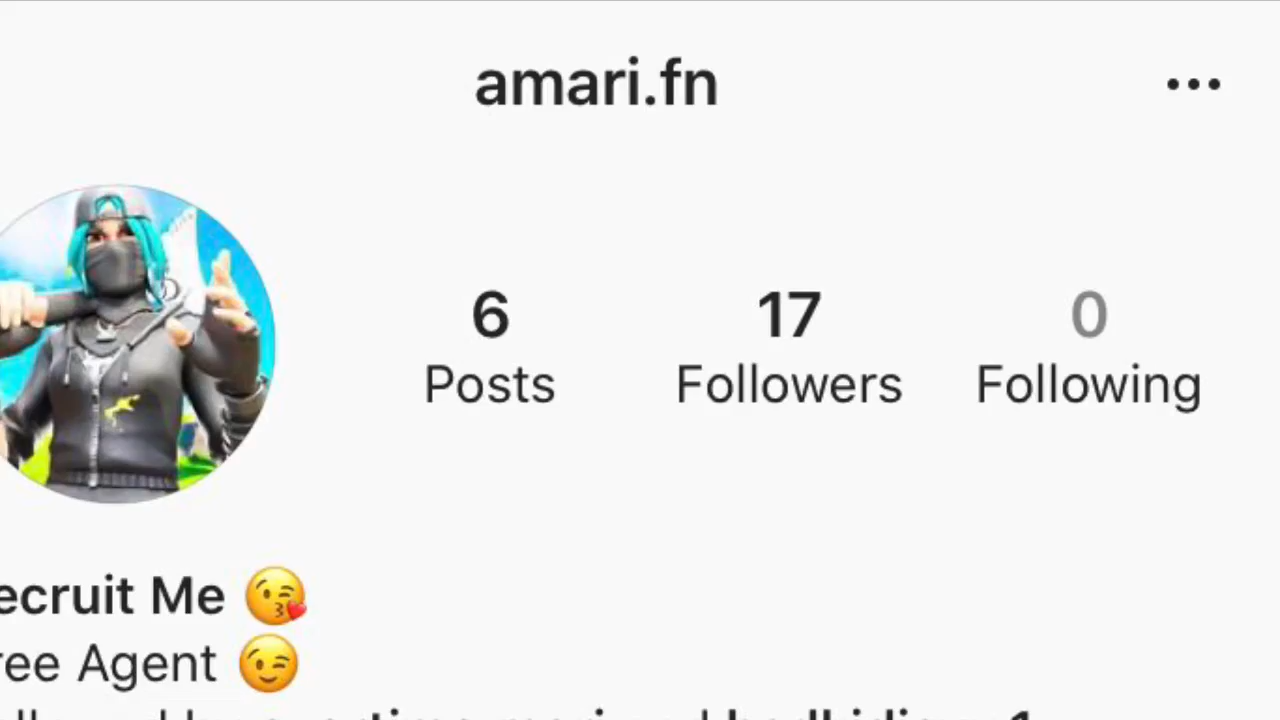 amari.fn
6 17 0
Posts Followers Following
ecruit Me 😘
ree Agent 😉